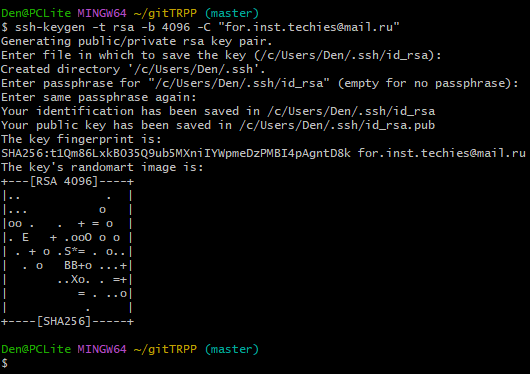 Den@PCLite MINGW64 ~/gitTRPP (master)
$ ssh-keygen -t rsa -b 4096 -C "for.inst.techies@mail.ru"
Generating public/private rsa key pair.
Enter file in which to save the key (/c/Users/Den/.ssh/id_rsa):
Created directory '/c/Users/Den/.ssh'.
Enter passphrase for "/c/Users/Den/.ssh/id_rsa" (empty for no passphrase):
Enter same passphrase again:
Your identification has been saved in /c/Users/Den/.ssh/id_rsa
Your public key has been saved in /c/Users/Den/.ssh/id_rsa.pub
The key fingerprint is:
SHA256:t1Qm86LxkBO35Q9ub5MXniIYWpmeDzPMBI4pAgntD8k for.inst.techies@mail.ru
The key's randomart image is:
+---[RSA 4096]----+
|..            .  |
|...          o   |
|oo .   .  + = o  |
|. E   + .ooO o o |
| . + o .S*= . o..|
|  . o   BB+o ...+|
|       ..Xo. . =+|
|          = . ..o|
|           .     |
+----[SHA256]-----+
Den@PCLite MINGW64 ~/gitTRPP (master)
$